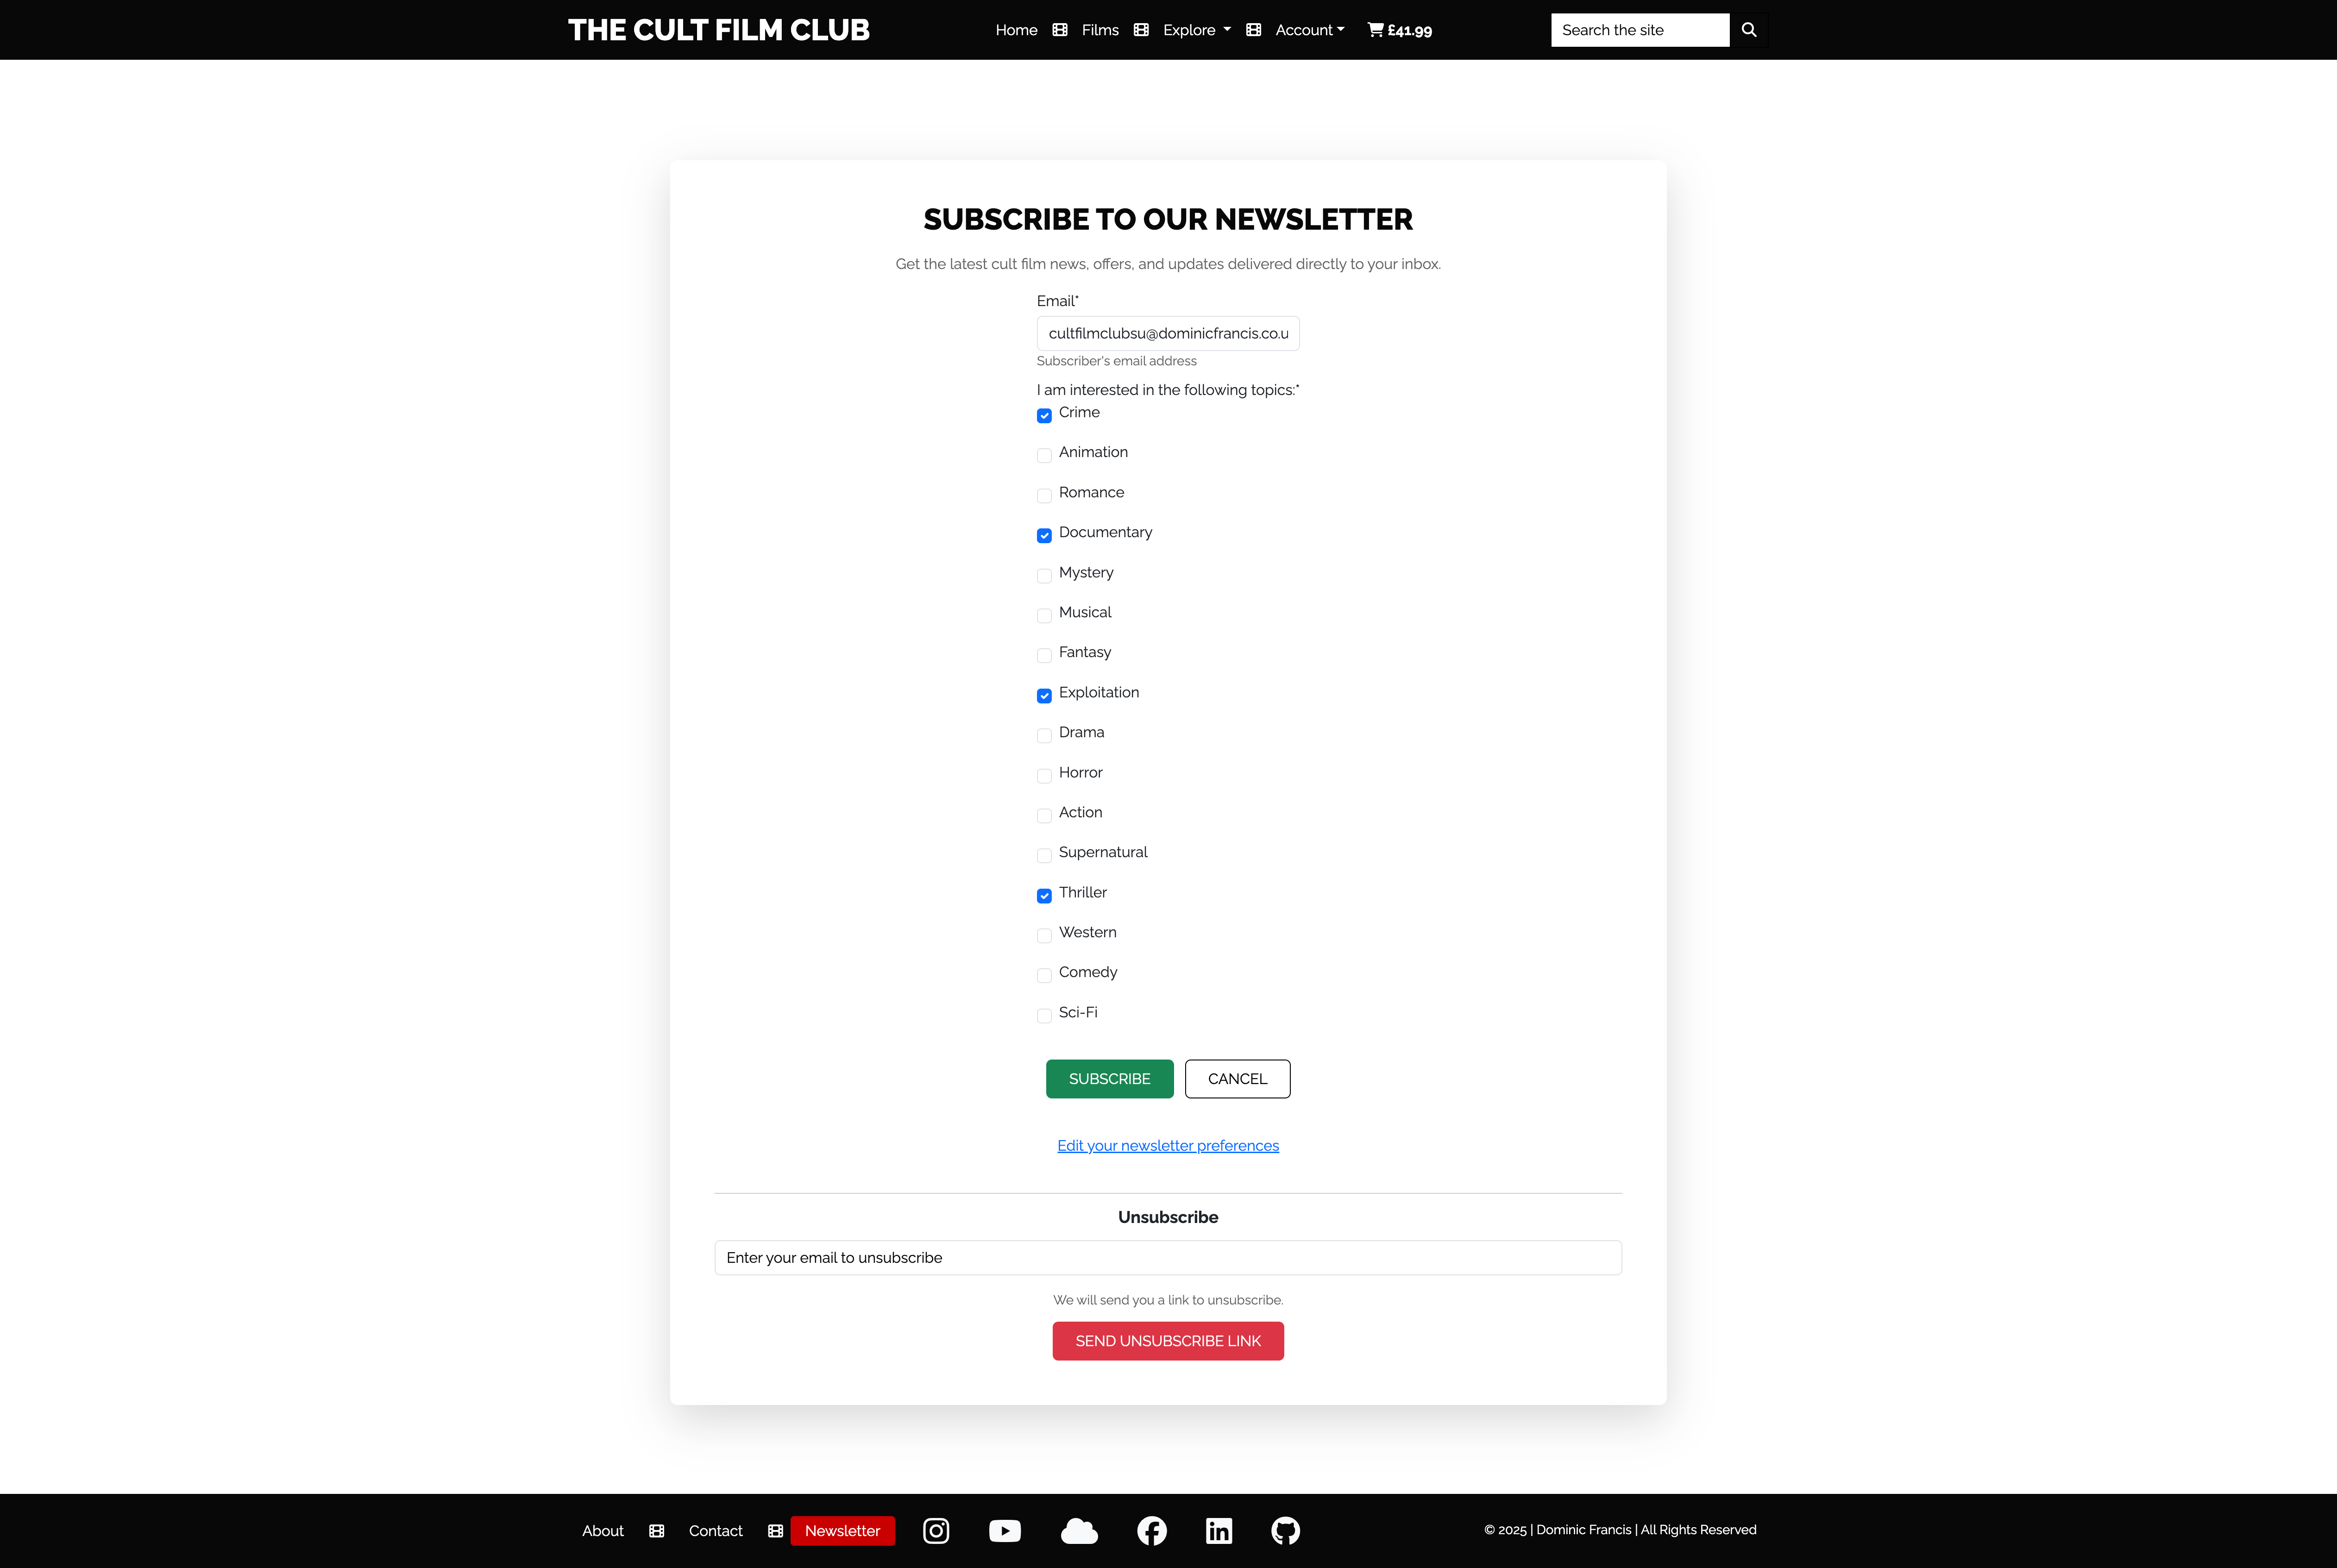 THE CULT FILM CLUB
Home Films Explore Account £41.99
Search the site
SUBSCRIBE TO OUR NEWSLETTER
Get the latest cult film news, offers, and updates delivered directly to your inbox.
Email*
cultfilmclubsu@dominicfrancis.co.u
Subscriber's email address
I am interested in the following topics:*
Crime
Animation
Romance
Documentary
Mystery
Musical
Fantasy
Exploitation
Drama
Horror
Action
Supernatural
Thriller
Western
Comedy
Sci-Fi
SUBSCRIBE CANCEL
Edit your newsletter preferences
Unsubscribe
Enter your email to unsubscribe
We will send you a link to unsubscribe.
SEND UNSUBSCRIBE LINK
About Contact Newsletter
© 2025 | Dominic Francis | All Rights Reserved